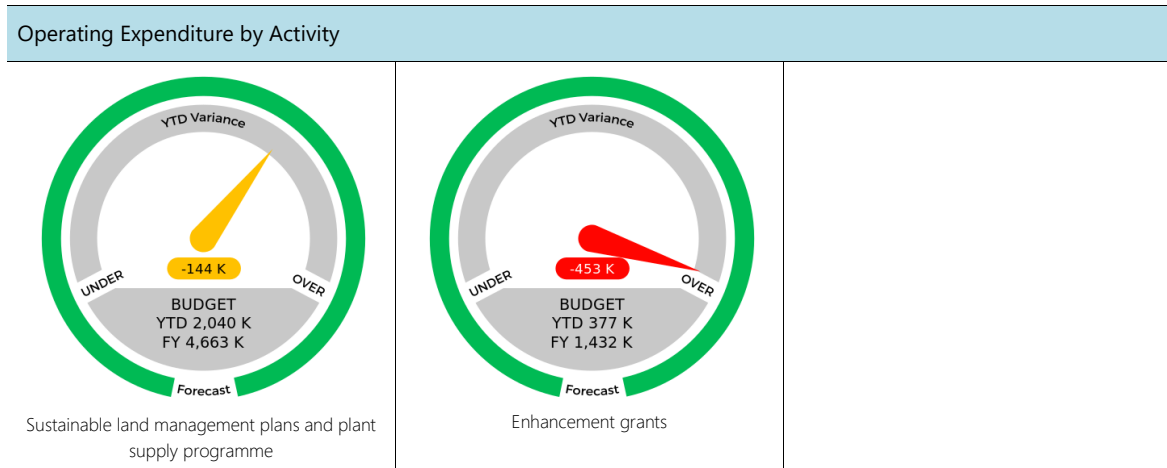 Operating Expenditure by Activity
YTD Variance
-144 K
UNDER
OVER
BUDGET
YTD 2,040 K
FY 4,663 K
Forecast
Sustainable land management plans and plant
supply programme
YTD Variance
-453 K
UNDER
OVER
BUDGET
YTD 377 K
FY 1,432 K
Forecast
Enhancement grants